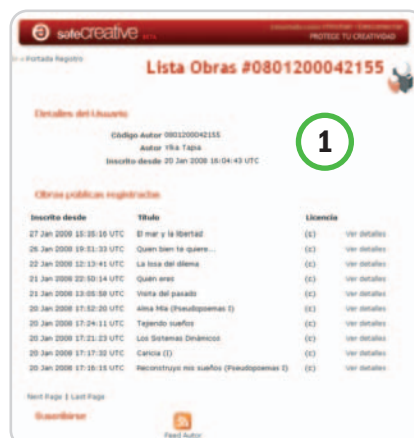 safeCreative BETA
PROTEGE TU CREATIVIDAD
Portada Registro
Lista Obras #0801200042155
Detalles del Usuario
Código Autor 0801200042155
Autor Yika Tapia
Inscrito desde 20 Jan 2008 16:04:43 UTC
1
Obras públicas registradas
Inscrito desde Título Licencia
27 Jan 2008 15:35:16 UTC El mar y la libertad (c) Ver detalles
26 Jan 2008 19:51:33 UTC Quien bien te quiere... (c) Ver detalles
22 Jan 2008 12:13:41 UTC La losa del dilema (c) Ver detalles
21 Jan 2008 22:50:14 UTC Quién eres (c) Ver detalles
21 Jan 2008 13:05:58 UTC Visita del pasado (c) Ver detalles
20 Jan 2008 17:52:20 UTC Alma Mía (Pseudopoemas I) (c) Ver detalles
20 Jan 2008 17:24:11 UTC Tejiendo sueños (c) Ver detalles
20 Jan 2008 17:21:23 UTC Los Sistemas Dinámicos (c) Ver detalles
20 Jan 2008 17:17:32 UTC Caricia (I) (c) Ver detalles
20 Jan 2008 17:15:15 UTC Reconstruyo mis sueños (Pseudopoemas I) (c) Ver detalles
Next Page | Last Page
Suscribirse
Feed Autor